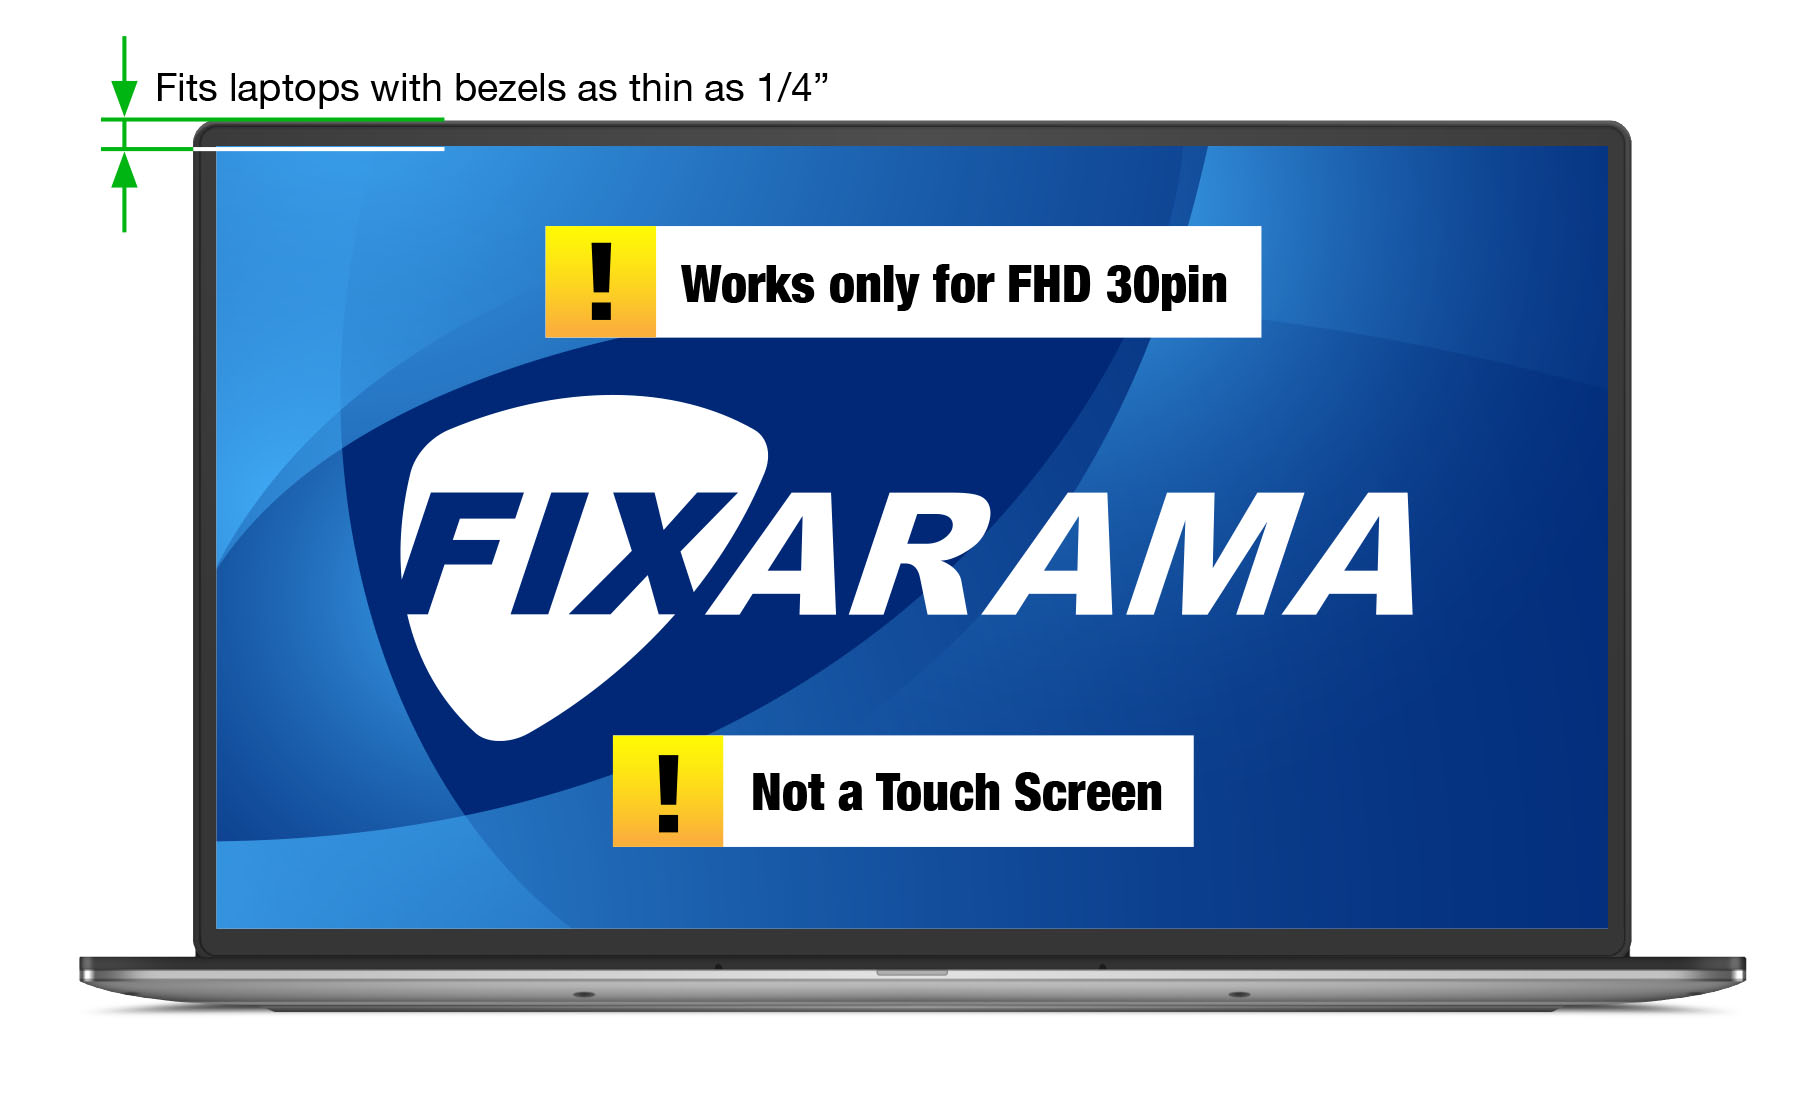 Fits laptops with bezels as thin as 1/4”
! Works only for FHD 30pin
FIXARAMA
! Not a Touch Screen